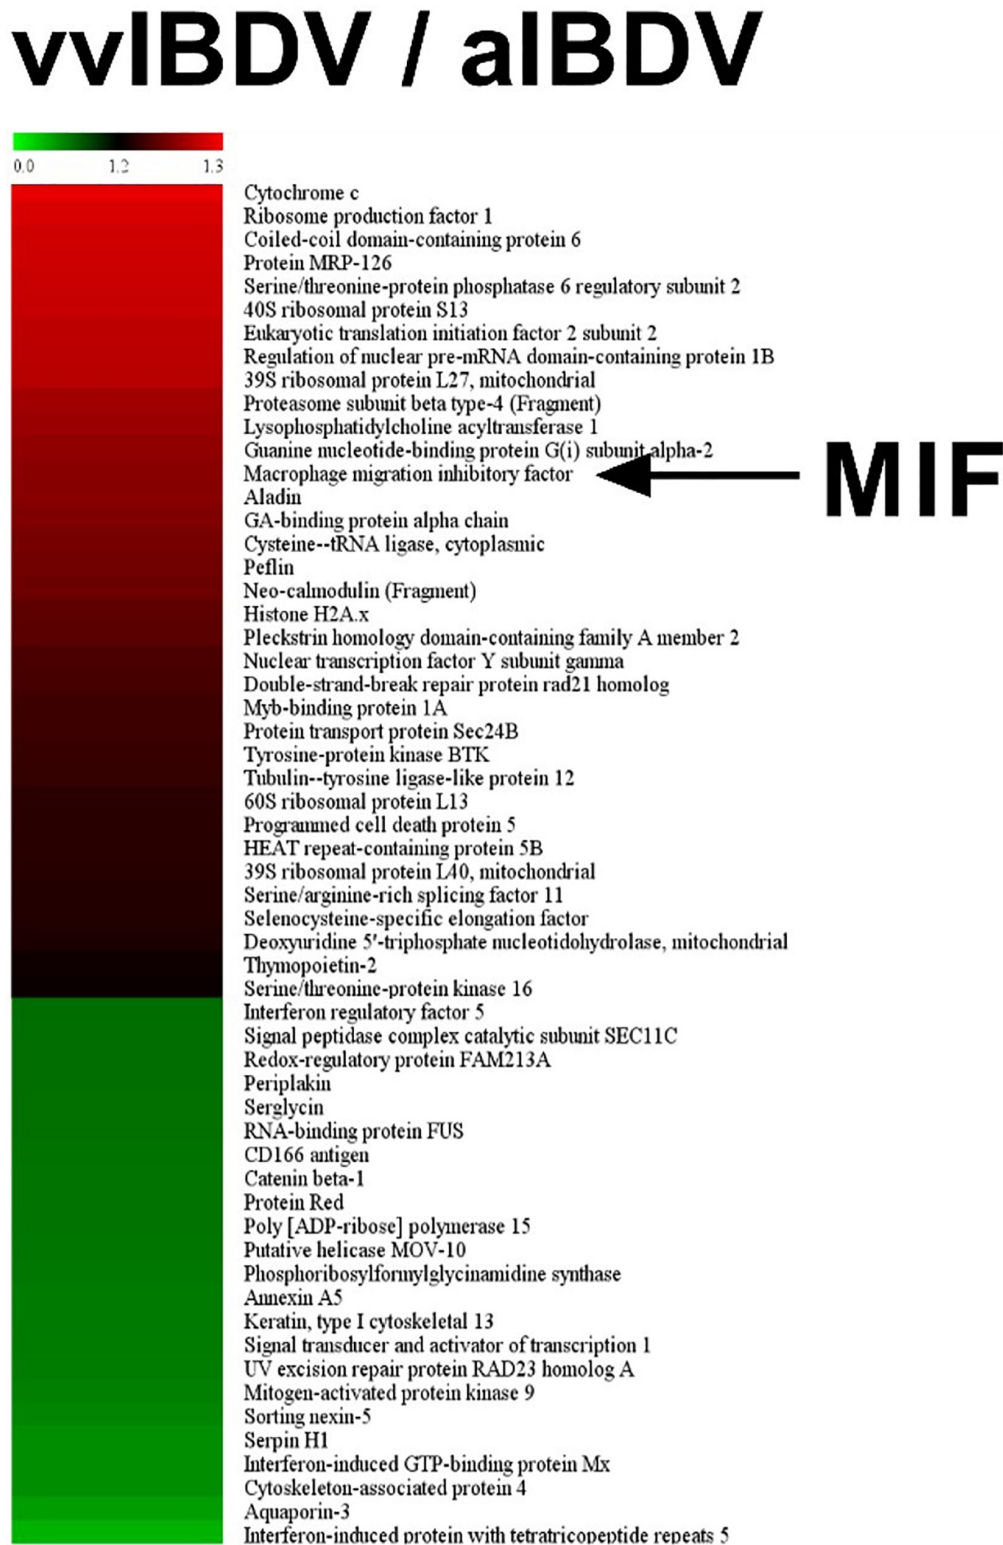 vvIBDV / aIBDV
0.0 1.2 1.3
Cytochrome c
Ribosome production factor 1
Coiled-coil domain-containing protein 6
Protein MRP-126
Serine/threonine-protein phosphatase 6 regulatory subunit 2
40S ribosomal protein S13
Eukaryotic translation initiation factor 2 subunit 2
Regulation of nuclear pre-mRNA domain-containing protein 1B
39S ribosomal protein L27, mitochondrial
Proteasome subunit beta type-4 (Fragment)
Lysophosphatidylcholine acyltransferase 1
Guanine nucleotide-binding protein G(i) subunit alpha-2
Macrophage migration inhibitory factor
MIF
Aladin
GA-binding protein alpha chain
Cysteine--tRNA ligase, cytoplasmic
Peflin
Neo-calmodulin (Fragment)
Histone H2A.x
Pleckstrin homology domain-containing family A member 2
Nuclear transcription factor Y subunit gamma
Double-strand-break repair protein rad21 homolog
Myb-binding protein 1A
Protein transport protein Sec24B
Tyrosine-protein kinase BTK
Tubulin--tyrosine ligase-like protein 12
60S ribosomal protein L13
Programmed cell death protein 5
HEAT repeat-containing protein 5B
39S ribosomal protein L40, mitochondrial
Serine/arginine-rich splicing factor 11
Selenocysteine-specific elongation factor
Deoxyuridine 5'-triphosphate nucleotidohydrolase, mitochondrial
Thymopoietin-2
Serine/threonine-protein kinase 16
Interferon regulatory factor 5
Signal peptidase complex catalytic subunit SEC11C
Redox-regulatory protein FAM213A
Periplakin
Serglycin
RNA-binding protein FUS
CD166 antigen
Catenin beta-1
Protein Red
Poly [ADP-ribose] polymerase 15
Putative helicase MOV-10
Phosphoribosylformylglycinamidine synthase
Annexin A5
Keratin, type I cytoskeletal 13
Signal transducer and activator of transcription 1
UV excision repair protein RAD23 homolog A
Mitogen-activated protein kinase 9
Sorting nexin-5
Serpin H1
Interferon-induced GTP-binding protein Mx
Cytoskeleton-associated protein 4
Aquaporin-3
Interferon-induced protein with tetratricopeptide repeats 5